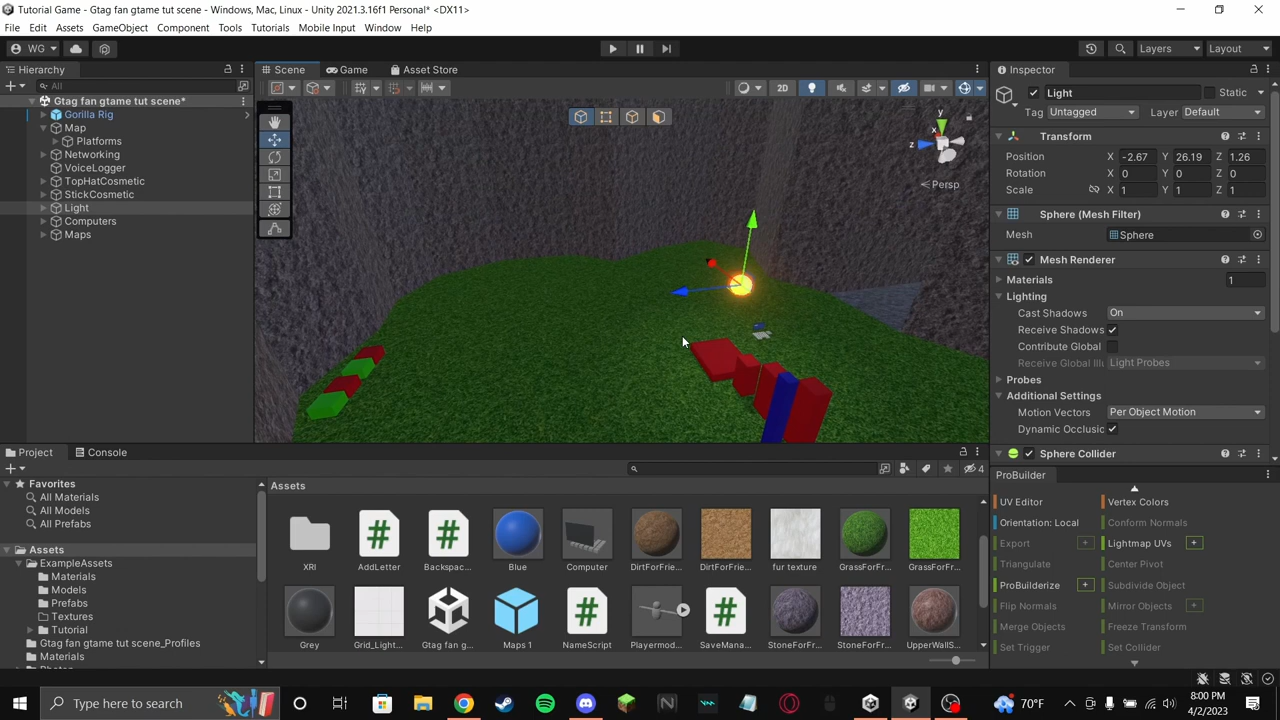 Tutorial Game - Gtag fan gtame tut scene - Windows, Mac, Linux - Unity 2021.3.16f1 Personal* <DX11>
File Edit Assets GameObject Component Tools Tutorials Mobile Input Window Help
WG Layers Layout
Hierarchy Scene Game Asset Store Inspector
All 2D Light Static
Gtag fan gtame tut scene* Tag Untagged Layer Default
Gorilla Rig
Map
Platforms
Networking
VoiceLogger
TopHatCosmetic
StickCosmetic
Light
Computers
Maps
y
x
z
Persp
Transform
Position X -2.67 Y 26.19 Z 1.26
Rotation X 0 Y 0 Z 0
Scale X 1 Y 1 Z 1
Sphere (Mesh Filter)
Mesh Sphere
Mesh Renderer
Materials 1
Lighting
Cast Shadows On
Receive Shadows
Contribute Global
Receive Global Illu Light Probes
Probes
Additional Settings
Motion Vectors Per Object Motion
Dynamic Occlusic
Sphere Collider
Project Console
4
Favorites
All Materials
All Models
All Prefabs
Assets
ExampleAssets
Materials
Models
Prefabs
Textures
Tutorial
Gtag fan gtame tut scene_Profiles
Materials
Photon
Assets
XRI AddLetter Backspac... Blue Computer DirtForFrie... DirtForFrie... fur texture GrassForFr... GrassForFr...
Grey Grid_Light... Gtag fan g... Maps 1 NameScript Playermod... SaveMana... StoneForFr... StoneForFr... UpperWallS...
ProBuilder
UV Editor Vertex Colors
Orientation: Local Conform Normals
Export + Lightmap UVs +
Triangulate Center Pivot
ProBuilderize + Subdivide Object
Flip Normals Mirror Objects +
Merge Objects Freeze Transform
Set Trigger Set Collider
Type here to search
70°F
8:00 PM
4/2/2023